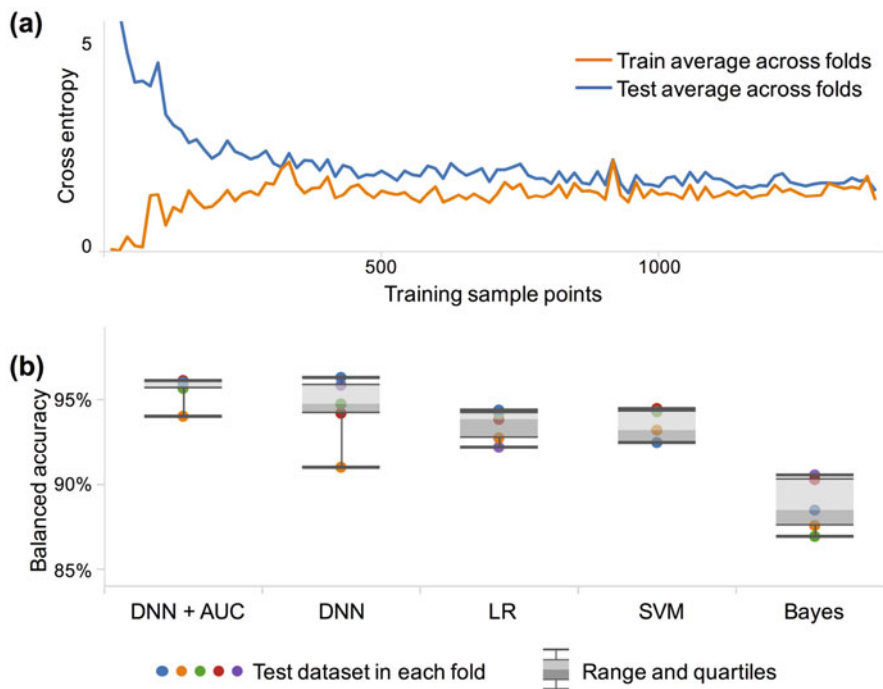 (a)
5
Cross entropy
0
Train average across folds
Test average across folds
500
1000
Training sample points
(b)
Balanced accuracy
95%
90%
85%
DNN + AUC
DNN
LR
SVM
Bayes
Test dataset in each fold
Range and quartiles